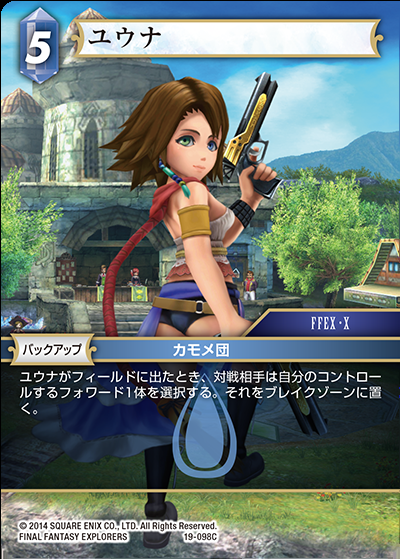 5
ユウナ
FFEX・X
バックアップ
カモメ団
ユウナがフィールドに出たとき、対戦相手は自分のコントロー
ルするフォワード1体を選択する。それをブレイクゾーンに置
く。
© 2014 SQUARE ENIX CO., LTD. All Rights Reserved.
FINAL FANTASY EXPLORERS
19-098C